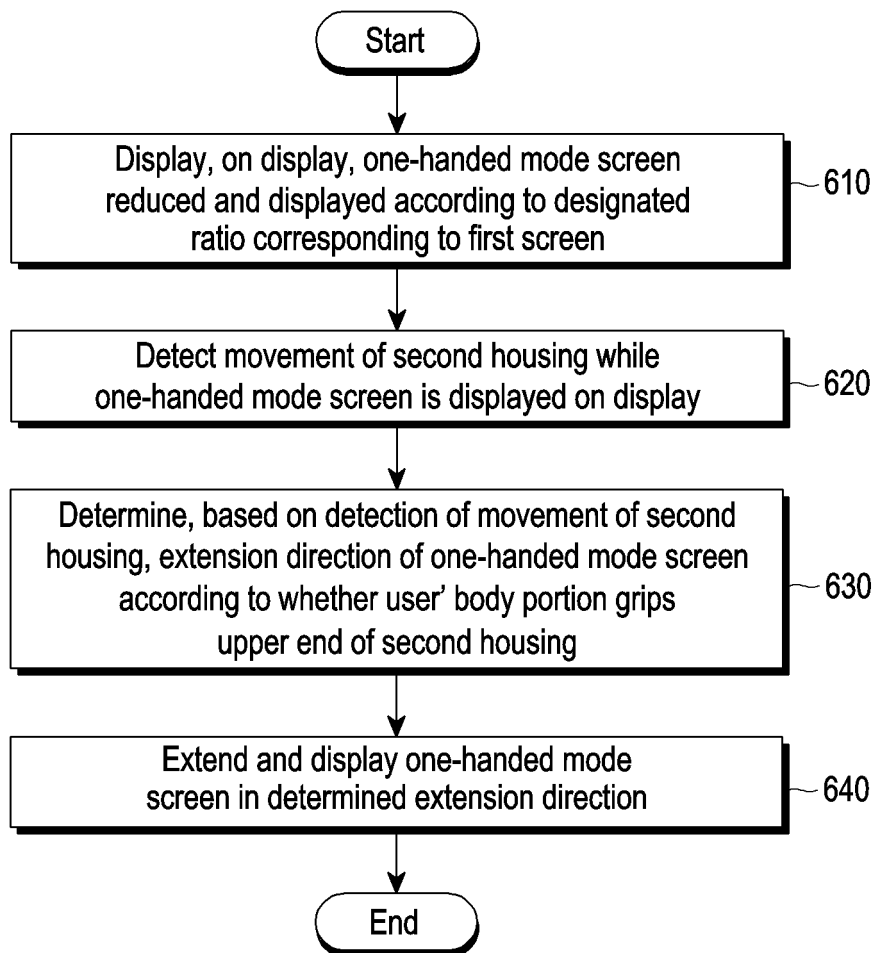 Start
Display, on display, one-handed mode screen
reduced and displayed according to designated
ratio corresponding to first screen
610
Detect movement of second housing while
one-handed mode screen is displayed on display
620
Determine, based on detection of movement of second
housing, extension direction of one-handed mode screen
according to whether user' body portion grips
upper end of second housing
630
Extend and display one-handed mode
screen in determined extension direction
640
End